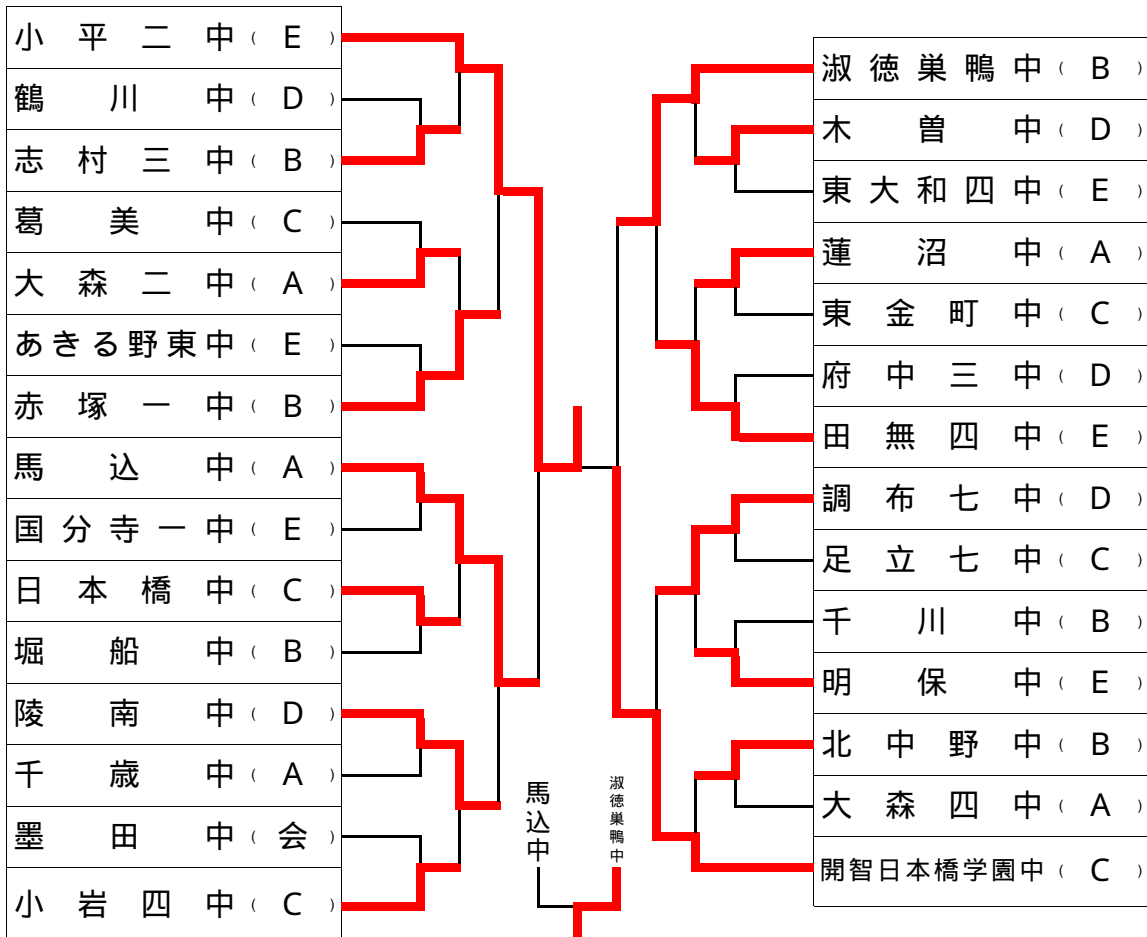 小平二中（E）
鶴川中（D）
志村三中（B）
葛美中（C）
大森二中（A）
あきる野東中（E）
赤塚一中（B）
馬込中（A）
国分寺一中（E）
日本橋中（C）
堀船中（B）
陵南中（D）
千歳中（A）
墨田中（会）
小岩四中（C）
馬込中
淑徳巣鴨中
淑徳巣鴨中（B）
木曽中（D）
東大和四中（E）
蓮沼中（A）
東金町中（C）
府中三中（D）
田無四中（E）
調布七中（D）
足立七中（C）
千川中（B）
明保中（E）
北中野中（B）
大森四中（A）
開智日本橋学園中（C）